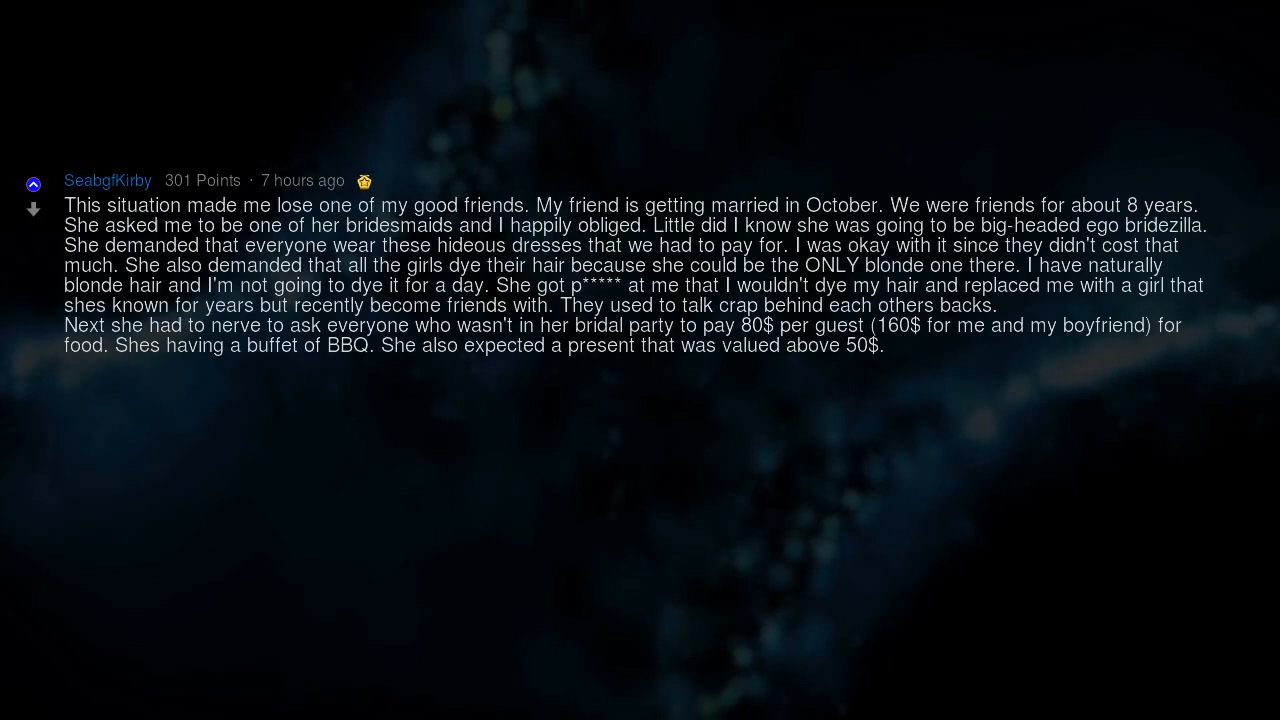 SeabgfKirby 301 Points · 7 hours ago
This situation made me lose one of my good friends. My friend is getting married in October. We were friends for about 8 years.
She asked me to be one of her bridesmaids and I happily obliged. Little did I know she was going to be big-headed ego bridezilla.
She demanded that everyone wear these hideous dresses that we had to pay for. I was okay with it since they didn't cost that
much. She also demanded that all the girls dye their hair because she could be the ONLY blonde one there. I have naturally
blonde hair and I'm not going to dye it for a day. She got p***** at me that I wouldn't dye my hair and replaced me with a girl that
shes known for years but recently become friends with. They used to talk crap behind each others backs.
Next she had to nerve to ask everyone who wasn't in her bridal party to pay 80$ per guest (160$ for me and my boyfriend) for
food. Shes having a buffet of BBQ. She also expected a present that was valued above 50$.